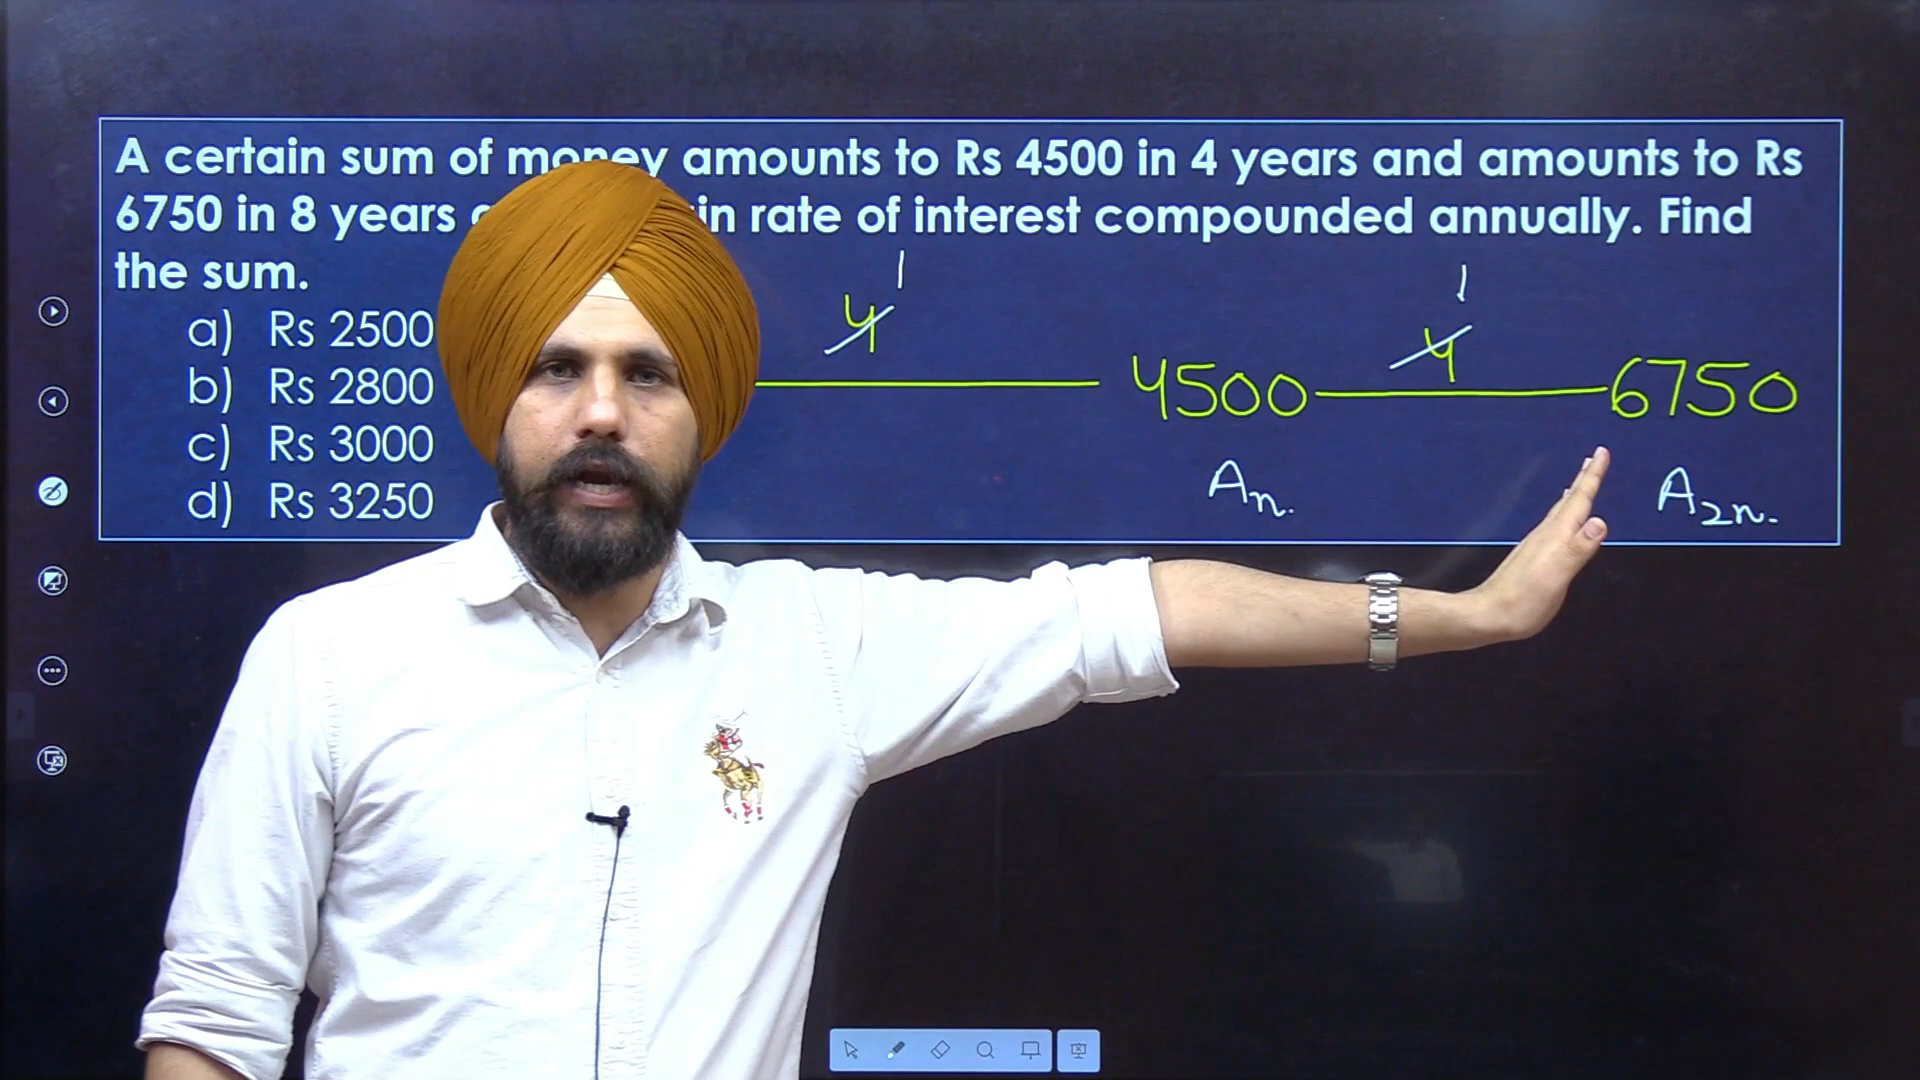 A certain sum of money amounts to Rs 4500 in 4 years and amounts to Rs
6750 in 8 years in rate of interest compounded annually. Find
the sum.
a) Rs 2500
b) Rs 2800
c) Rs 3000
d) Rs 3250
1 1
4 4
4500 6750
An. A2n.